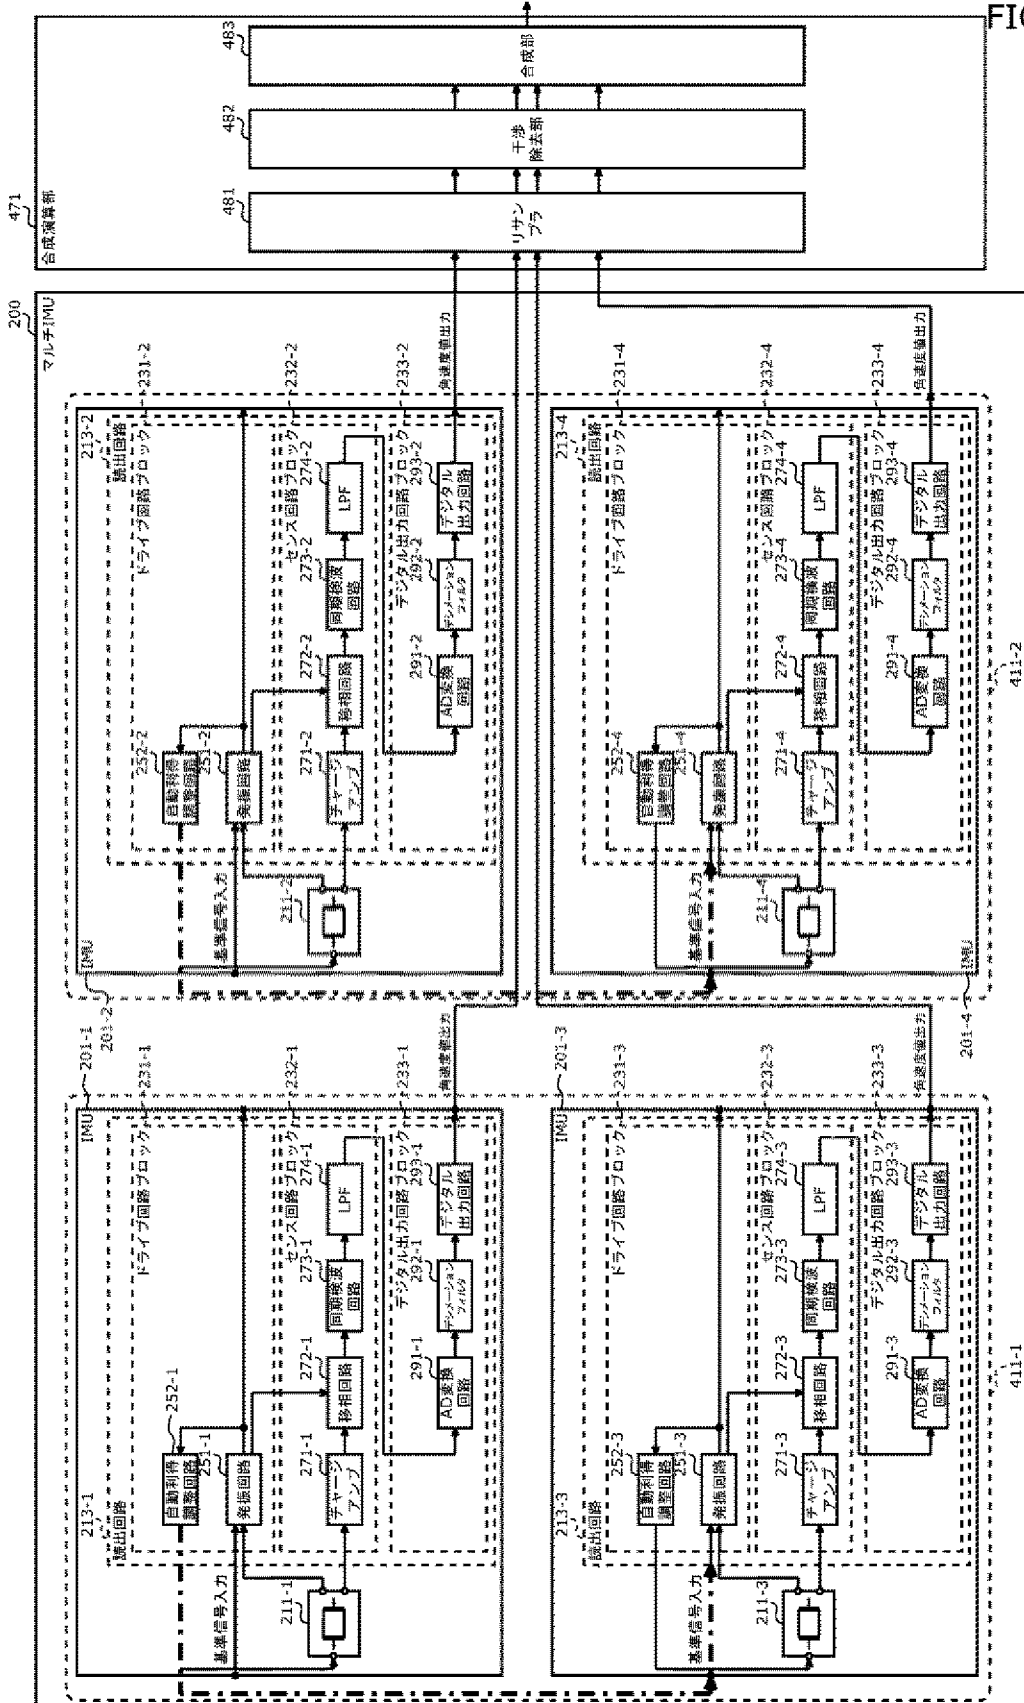 FIG
471
合成演算部
483
合成部
482
干渉
除去部
481
リサン
プラ
200
マルチIMU
201-1
IMU
213-1
読出回路
231-1
ドライブ回路ブロック
252-1
自動利得
調整回路
251-1
発振回路
基準信号入力
211-1
232-1
センス回路ブロック
271-1
チャージ
アンプ
272-1
移相回路
273-1
同期検波
回路
274-1
LPF
233-1
デジタル出力回路ブロック
291-1
AD変換
回路
292-1
デシメーション
フィルタ
293-1
デジタル
出力回路
角速度値出力
201-2
IMU
213-2
読出回路
231-2
ドライブ回路ブロック
252-2
自動利得
調整回路
251-2
発振回路
基準信号入力
211-2
232-2
センス回路ブロック
271-2
チャージ
アンプ
272-2
移相回路
273-2
同期検波
回路
274-2
LPF
233-2
デジタル出力回路ブロック
291-2
AD変換
回路
292-2
デシメーション
フィルタ
293-2
デジタル
出力回路
角速度値出力
201-3
IMU
213-3
読出回路
231-3
ドライブ回路ブロック
252-3
自動利得
調整回路
251-3
発振回路
基準信号入力
211-3
232-3
センス回路ブロック
271-3
チャージ
アンプ
272-3
移相回路
273-3
同期検波
回路
274-3
LPF
233-3
デジタル出力回路ブロック
291-3
AD変換
回路
292-3
デシメーション
フィルタ
293-3
デジタル
出力回路
角速度値出力
411-1
201-4
IMU
213-4
読出回路
231-4
ドライブ回路ブロック
252-4
自動利得
調整回路
251-4
発振回路
基準信号入力
211-4
232-4
センス回路ブロック
271-4
チャージ
アンプ
272-4
移相回路
273-4
同期検波
回路
274-4
LPF
233-4
デジタル出力回路ブロック
291-4
AD変換
回路
292-4
デシメーション
フィルタ
293-4
デジタル
出力回路
角速度値出力
411-2